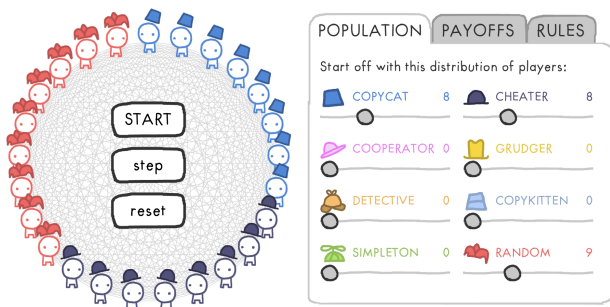 START
step
reset
POPULATION PAYOFFS RULES
Start off with this distribution of players:
COPYCAT 8 CHEATER 8
COOPERATOR 0 GRUDGER 0
DETECTIVE 0 COPYKITTEN 0
SIMPLETON 0 RANDOM 9